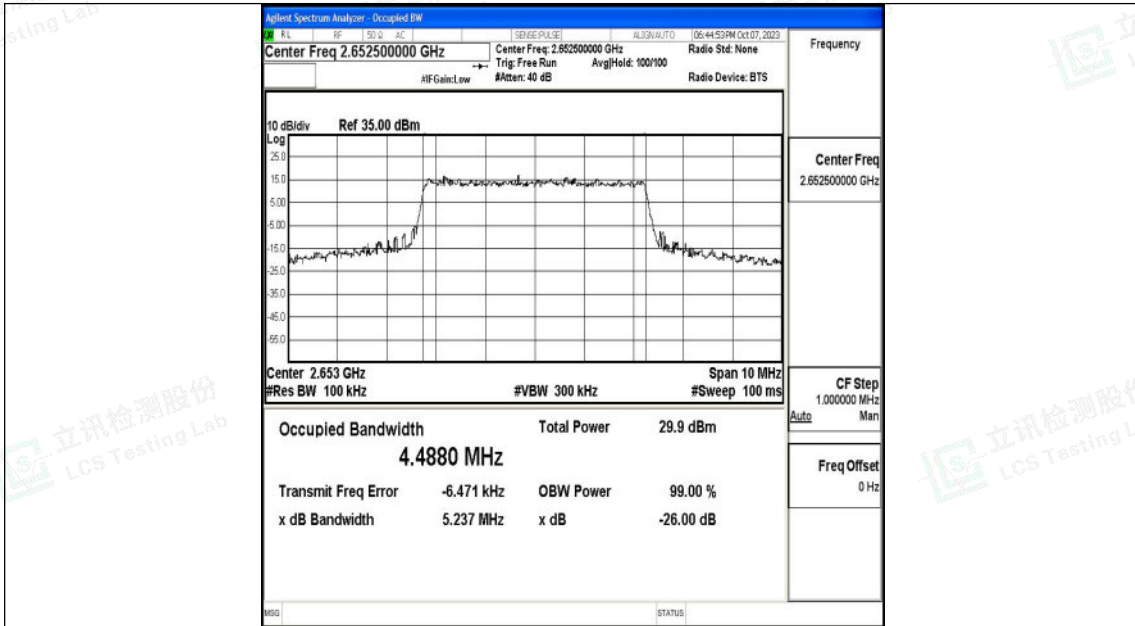 Agilent Spectrum Analyzer - Occupied BW
RL RF 50 Ω AC SENSE:PULSE ALIGNAUTO 06:44:53PM Oct 07, 2023
Center Freq 2.652500000 GHz
Center Freq: 2.652500000 GHz
Radio Std: None
Trig: Free Run Avg|Hold: 100/100
#IFGain:Low
#Atten: 40 dB
Radio Device: BTS
Frequency
10 dB/div Ref 35.00 dBm
Log
25.0
15.0
5.00
-5.00
-15.0
-25.0
-35.0
-45.0
-55.0
Center Freq
2.652500000 GHz
Center 2.653 GHz Span 10 MHz
#Res BW 100 kHz #VBW 300 kHz #Sweep 100 ms
CF Step
1.000000 MHz
Auto Man
Occupied Bandwidth Total Power 29.9 dBm
4.4880 MHz
Transmit Freq Error -6.471 kHz OBW Power 99.00 %
x dB Bandwidth 5.237 MHz x dB -26.00 dB
Freq Offset
0 Hz
MSG STATUS
立讯检测股份
LCS Testing Lab
立讯检测股份
LCS Testing L
sting Lab
立